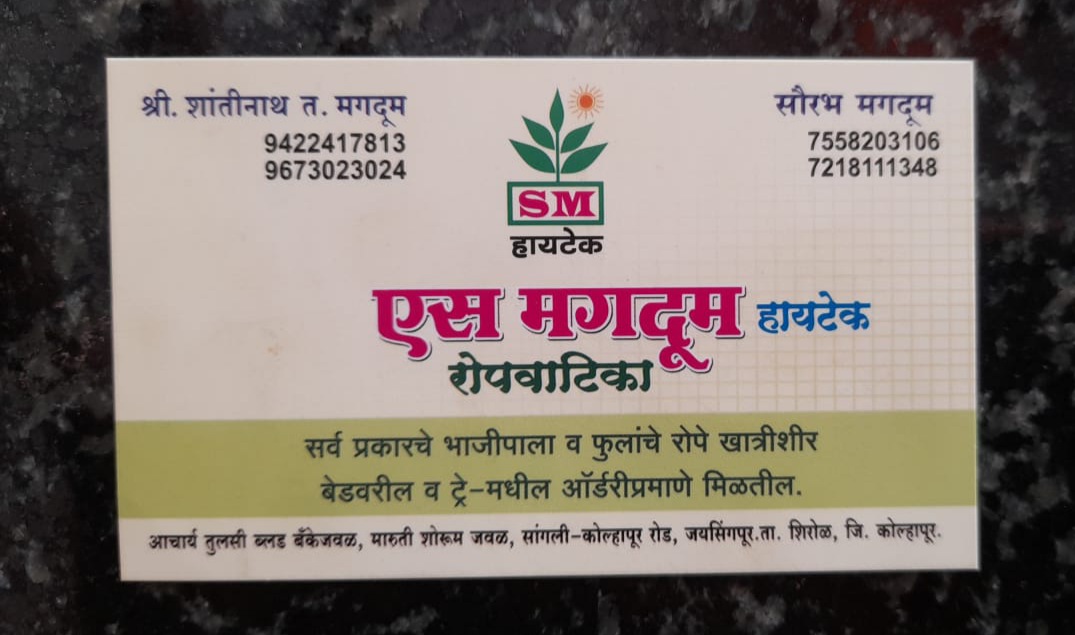 श्री. शांतीनाथ त. मगदूम
9422417813
9673023024
सौरभ मगदूम
7558203106
7218111348
SM
हायटेक
एस मगदूम हायटेक
रोपवाटिका
सर्व प्रकारचे भाजीपाला व फुलांचे रोपे खात्रीशीर
बेडवरील व ट्रे-मधील ऑर्डरीप्रमाणे मिळतील.
आचार्य तुलसी ब्लड बँकेजवळ, मारुती शोरूम जवळ, सांगली-कोल्हापूर रोड, जयसिंगपूर.ता. शिरोळ, जि. कोल्हापूर.